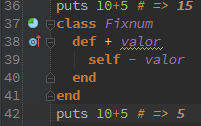 36 puts 10+5 # => 15
37 class Fixnum
38 def + valor
39 self - valor
40 end
41 end
42 puts 10+5 # => 5